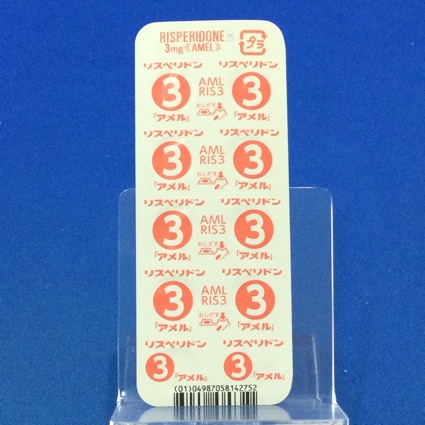 RISPERIDONE
3mg《AMEL》
プラ
リスペリドン リスペリドン
3 AML 3
RIS3
おしだす
「アメル」 「アメル」
リスペリドン リスペリドン
3 AML 3
RIS3
おしだす
「アメル」 「アメル」
リスペリドン リスペリドン
3 AML 3
RIS3
おしだす
「アメル」 「アメル」
リスペリドン リスペリドン
3 AML 3
RIS3
おしだす
「アメル」 「アメル」
リスペリドン リスペリドン
3「アメル」 3「アメル」
(01)04987058142752